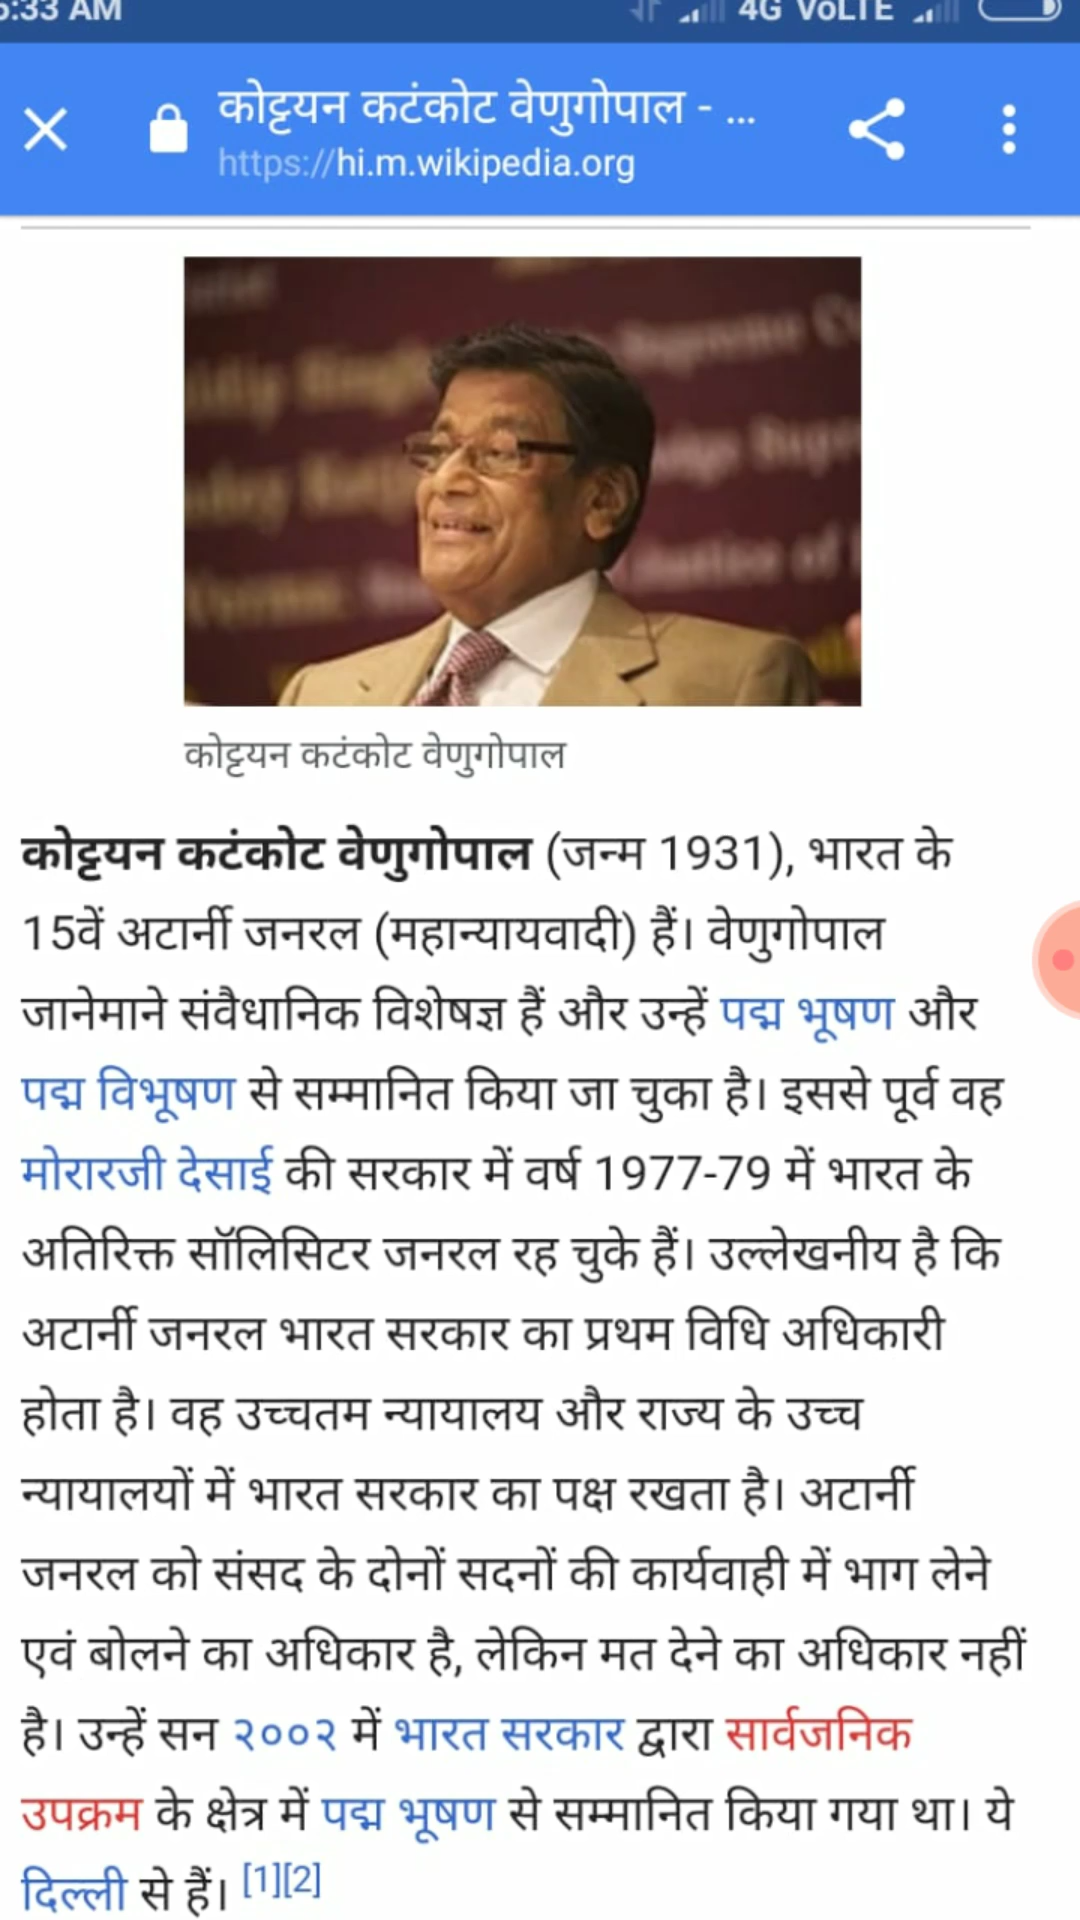 5:33 AM
4G VoLTE
कोट्टयन कटंकोट वेणुगोपाल - ...
https://hi.m.wikipedia.org
Supreme
कोट्टयन कटंकोट वेणुगोपाल
कोट्टयन कटंकोट वेणुगोपाल (जन्म 1931), भारत के
15वें अटार्नी जनरल (महान्यायवादी) हैं। वेणुगोपाल
जानेमाने संवैधानिक विशेषज्ञ हैं और उन्हें पद्म भूषण और
पद्म विभूषण से सम्मानित किया जा चुका है। इससे पूर्व वह
मोरारजी देसाई की सरकार में वर्ष 1977-79 में भारत के
अतिरिक्त सॉलिसिटर जनरल रह चुके हैं। उल्लेखनीय है कि
अटार्नी जनरल भारत सरकार का प्रथम विधि अधिकारी
होता है। वह उच्चतम न्यायालय और राज्य के उच्च
न्यायालयों में भारत सरकार का पक्ष रखता है। अटार्नी
जनरल को संसद के दोनों सदनों की कार्यवाही में भाग लेने
एवं बोलने का अधिकार है, लेकिन मत देने का अधिकार नहीं
है। उन्हें सन २००२ में भारत सरकार द्वारा सार्वजनिक
उपक्रम के क्षेत्र में पद्म भूषण से सम्मानित किया गया था। ये
दिल्ली से हैं। [1][2]